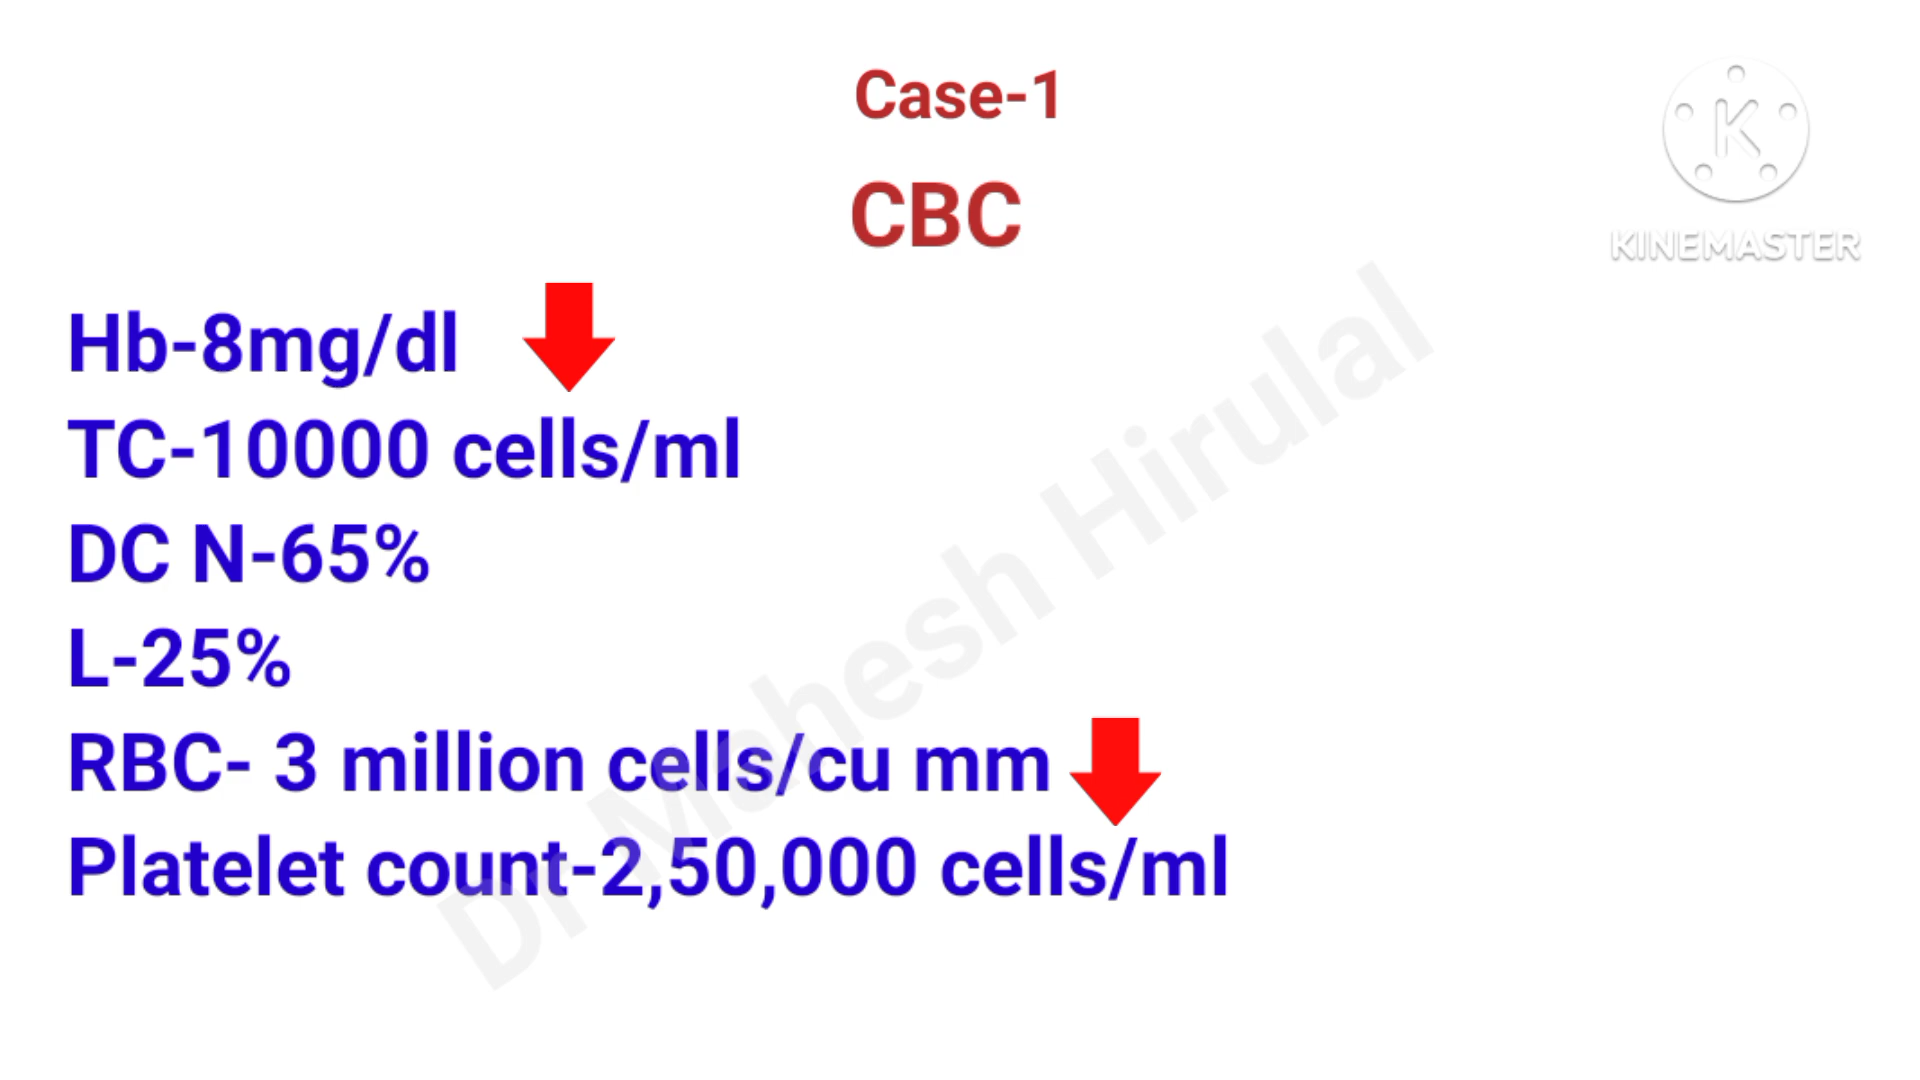 Case-1
CBC
K
KINEMASTER
Hb-8mg/dl
TC-10000 cells/ml
DC N-65%
L-25%
RBC- 3 million cells/cu mm
Platelet count-2,50,000 cells/ml
Dr Mahesh Hirulal